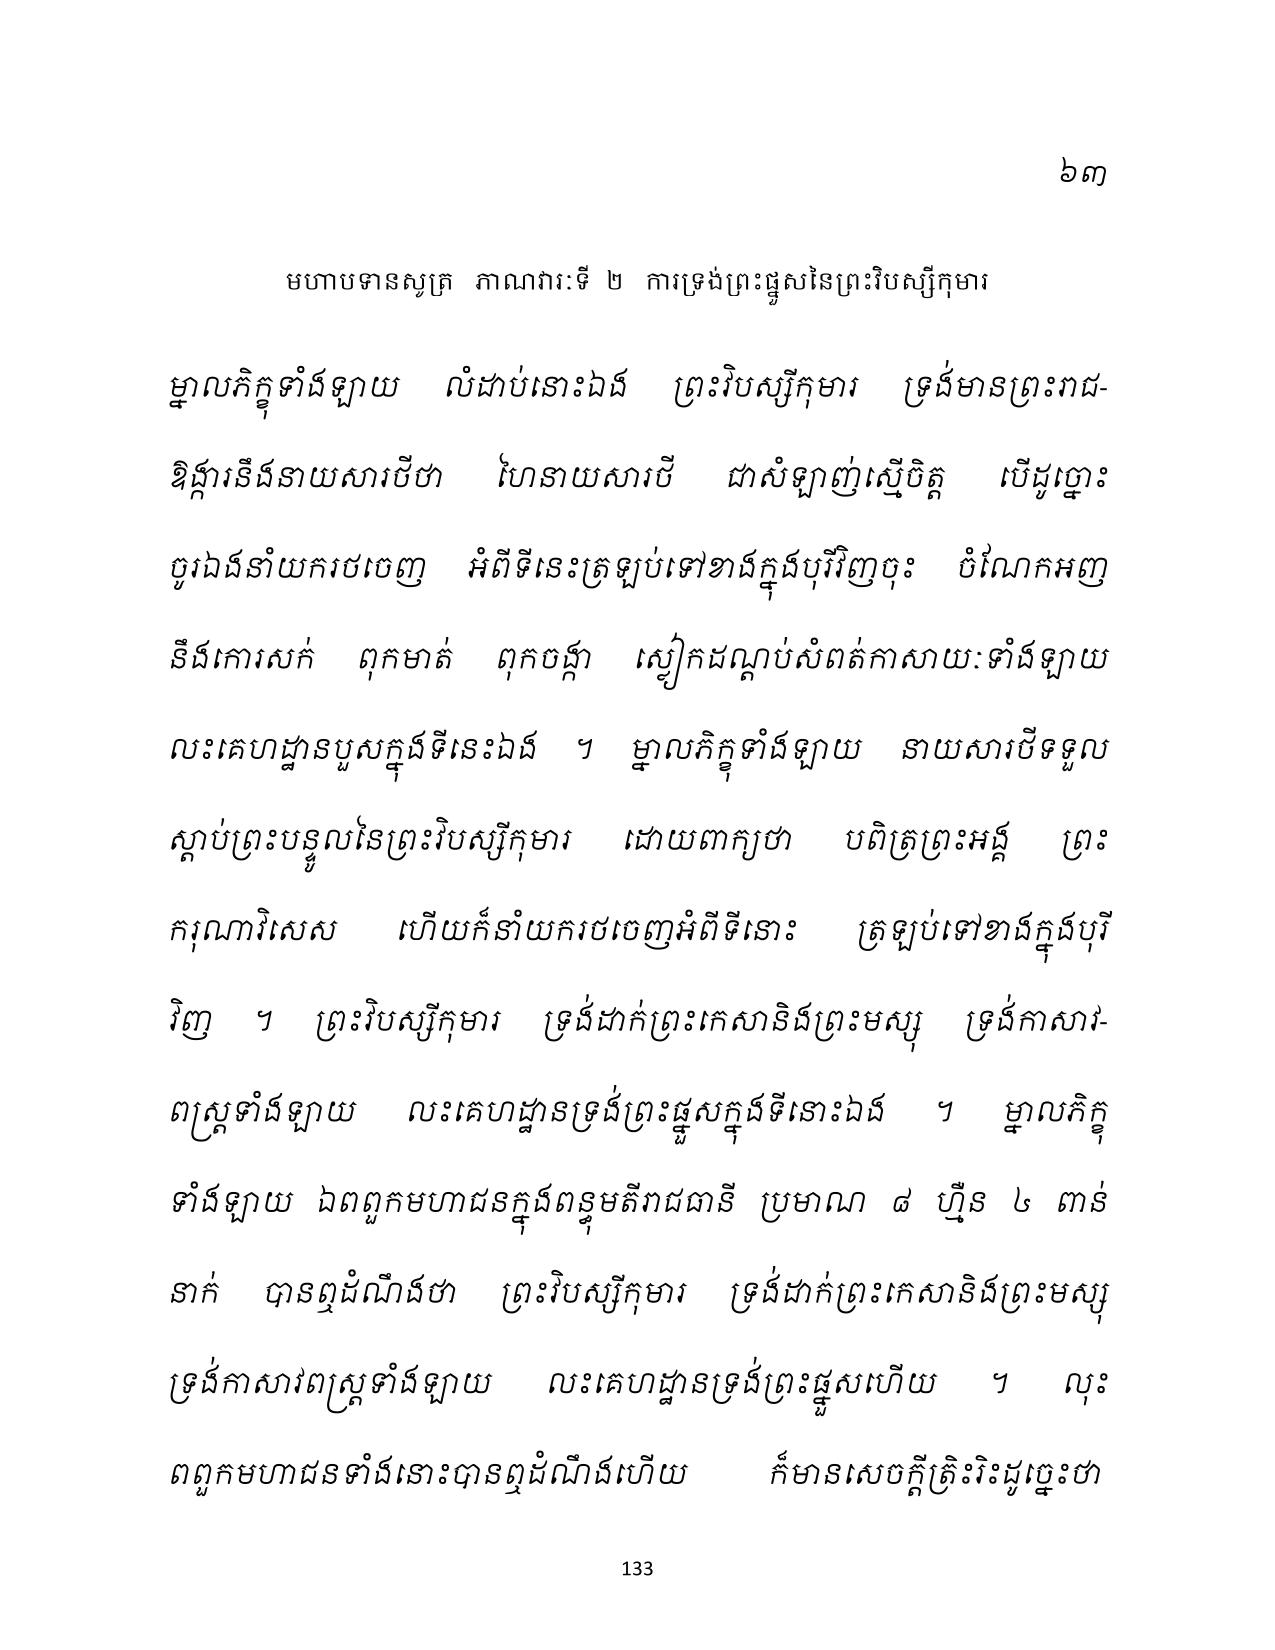 ៦៣
មហាបទានសូត្រ ភាណវារៈទី ២ ការទ្រង់ព្រះផ្នួសនៃព្រះវិបស្សីកុមារ
ម្នាលភិក្ខុទាំងឡាយ លំដាប់នោះឯង ព្រះវិបស្សីកុមារ ទ្រង់មានព្រះរាជ-
ឱង្ការនឹងនាយសារថីថា ហៃនាយសារថី ជាសំឡាញ់ស្មើចិត្ត បើដូច្នោះ
ចូរឯងនាំយករថចេញ អំពីទីនេះត្រឡប់ទៅខាងក្នុងបុរីវិញចុះ ចំណែកអញ
នឹងកោរសក់ ពុកមាត់ ពុកចង្កា ស្លៀកដណ្តប់សំពត់កាសាយៈទាំងឡាយ
លះគេហដ្ឋានបួសក្នុងទីនេះឯង ។ ម្នាលភិក្ខុទាំងឡាយ នាយសារថីទទួល
ស្តាប់ព្រះបន្ទូលនៃព្រះវិបស្សីកុមារ ដោយពាក្យថា បពិត្រព្រះអង្គ ព្រះ
ករុណាវិសេស ហើយក៏នាំយករថចេញអំពីទីនោះ ត្រឡប់ទៅខាងក្នុងបុរី
វិញ ។ ព្រះវិបស្សីកុមារ ទ្រង់ដាក់ព្រះកេសានិងព្រះមស្សុ ទ្រង់កាសាវ-
ពស្ត្រទាំងឡាយ លះគេហដ្ឋានទ្រង់ព្រះផ្នួសក្នុងទីនោះឯង ។ ម្នាលភិក្ខុ
ទាំងឡាយ ឯពពួកមហាជនក្នុងពន្ធុមតីរាជធានី ប្រមាណ ៨ ហ្មឺន ៤ ពាន់
នាក់ បានឮដំណឹងថា ព្រះវិបស្សីកុមារ ទ្រង់ដាក់ព្រះកេសានិងព្រះមស្សុ
ទ្រង់កាសាវពស្ត្រទាំងឡាយ លះគេហដ្ឋានទ្រង់ព្រះផ្នួសហើយ ។ លុះ
ពពួកមហាជនទាំងនោះបានឮដំណឹងហើយ ក៏មានសេចក្តីត្រិះរិះដូច្នេះថា
133